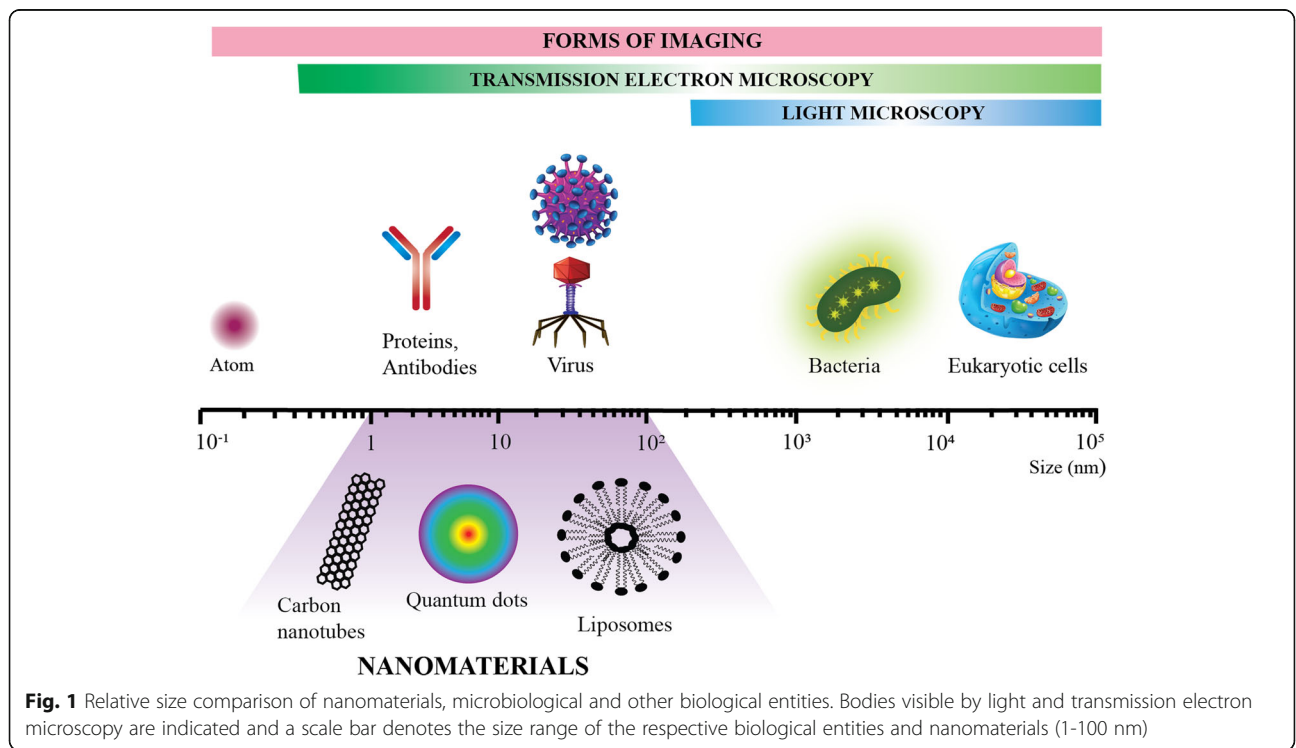 FORMS OF IMAGING
TRANSMISSION ELECTRON MICROSCOPY
LIGHT MICROSCOPY
Atom
Proteins,
Antibodies
Virus
Bacteria
Eukaryotic cells
10⁻¹ 1 10 10² 10³ 10⁴ 10⁵
Size (nm)
Carbon
nanotubes
Quantum dots
Liposomes
NANOMATERIALS
Fig. 1 Relative size comparison of nanomaterials, microbiological and other biological entities. Bodies visible by light and transmission electron
microscopy are indicated and a scale bar denotes the size range of the respective biological entities and nanomaterials (1-100 nm)